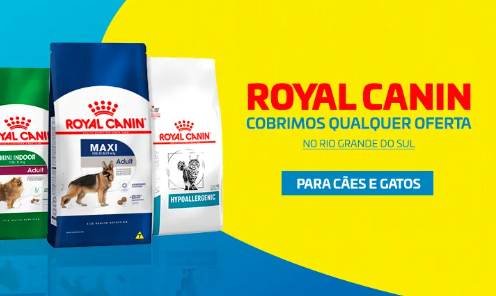 ROYAL CANIN
COBRIMOS QUALQUER OFERTA
NO RIO GRANDE DO SUL
PARA CÃES E GATOS
ROYAL CANIN
MINI INDOOR
Adult
ROYAL CANIN
MAXI
Adult
ROYAL CANIN
HYPOALLERGENIC